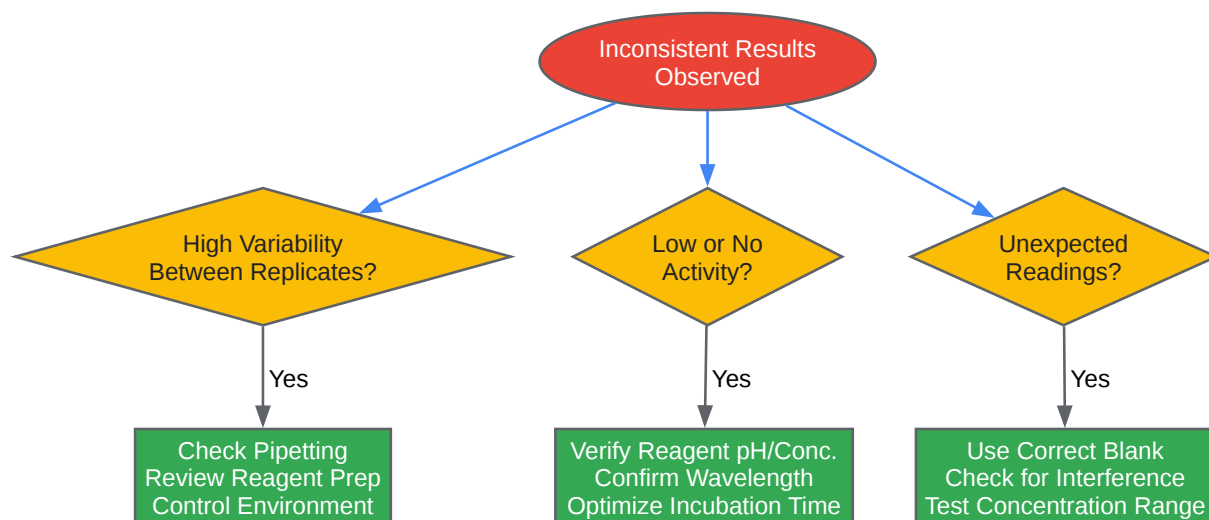 Inconsistent Results
Observed
High Variability
Between Replicates?
Low or No
Activity?
Unexpected
Readings?
Yes
Yes
Yes
Check Pipetting
Review Reagent Prep
Control Environment
Verify Reagent pH/Conc.
Confirm Wavelength
Optimize Incubation Time
Use Correct Blank
Check for Interference
Test Concentration Range